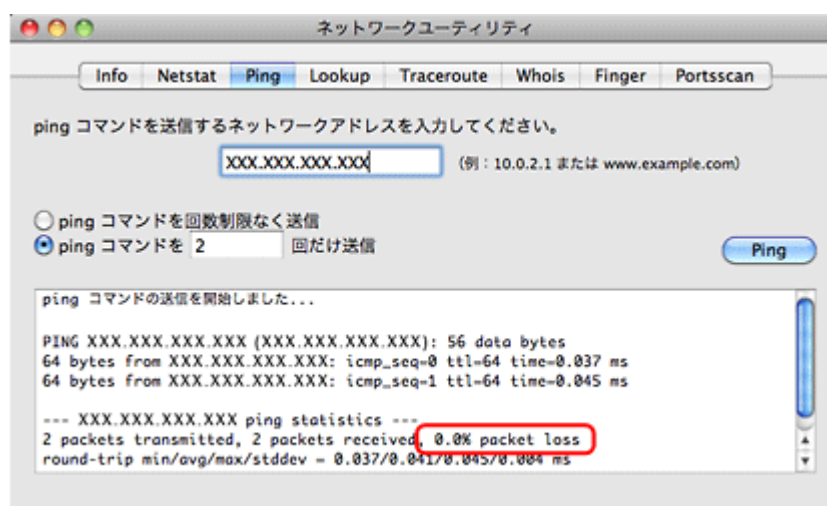 ネットワークユーティリティ
Info Netstat Ping Lookup Traceroute Whois Finger Portsscan
ping コマンドを送信するネットワークアドレスを入力してください。
XXX.XXX.XXX.XXX (例：10.0.2.1 または www.example.com)
ping コマンドを回数制限なく送信
ping コマンドを 2 回だけ送信
Ping
ping コマンドの送信を開始しました...
PING XXX.XXX.XXX.XXX (XXX.XXX.XXX.XXX): 56 data bytes
64 bytes from XXX.XXX.XXX.XXX: icmp_seq=0 ttl=64 time=0.037 ms
64 bytes from XXX.XXX.XXX.XXX: icmp_seq=1 ttl=64 time=0.045 ms
--- XXX.XXX.XXX.XXX ping statistics ---
2 packets transmitted, 2 packets received, 0.0% packet loss
round-trip min/avg/max/stddev = 0.037/0.041/0.045/0.004 ms